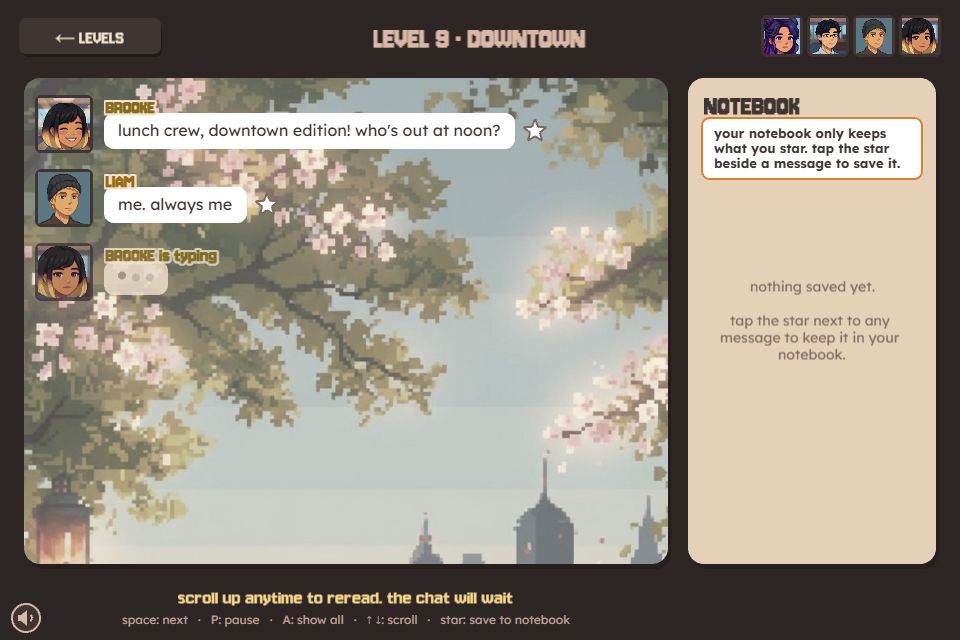 ← LEVELS
LEVEL 9 · DOWNTOWN
BROOKE
lunch crew, downtown edition! who's out at noon?
LIAM
me. always me
BROOKE is typing
NOTEBOOK
your notebook only keeps
what you star. tap the star
beside a message to save it.
nothing saved yet.
tap the star next to any
message to keep it in your
notebook.
scroll up anytime to reread. the chat will wait
space: next · P: pause · A: show all · ↑↓: scroll · star: save to notebook